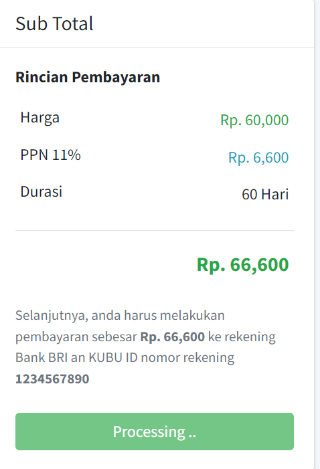 Sub Total
Rincian Pembayaran
Harga Rp. 60,000
PPN 11% Rp. 6,600
Durasi 60 Hari
Rp. 66,600
Selanjutnya, anda harus melakukan
pembayaran sebesar Rp. 66,600 ke rekening
Bank BRI an KUBU ID nomor rekening
1234567890
Processing ..